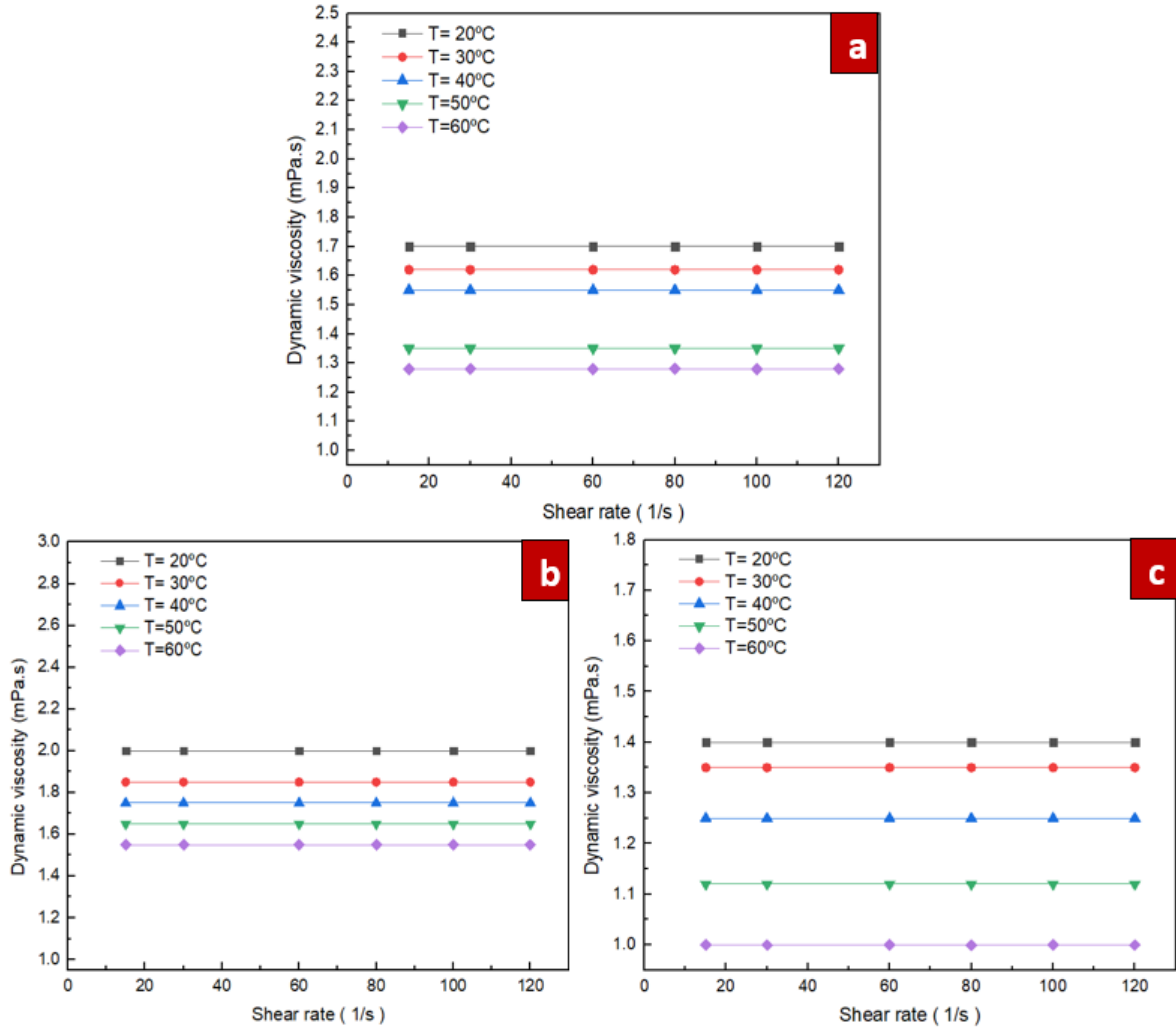 a
T= 20ºC
T= 30ºC
T= 40ºC
T=50ºC
T=60ºC
Dynamic viscosity (mPa.s)
2.5
2.4
2.3
2.2
2.1
2.0
1.9
1.8
1.7
1.6
1.5
1.4
1.3
1.2
1.1
1.0
0 20 40 60 80 100 120
Shear rate ( 1/s )
b
T= 20ºC
T= 30ºC
T= 40ºC
T=50ºC
T=60ºC
Dynamic viscosity (mPa.s)
3.0
2.8
2.6
2.4
2.2
2.0
1.8
1.6
1.4
1.2
1.0
0 20 40 60 80 100 120
Shear rate ( 1/s )
c
T= 20ºC
T= 30ºC
T= 40ºC
T=50ºC
T=60ºC
Dynamic viscosity (mPa.s)
1.8
1.7
1.6
1.5
1.4
1.3
1.2
1.1
1.0
0 20 40 60 80 100 120
Shear rate ( 1/s )